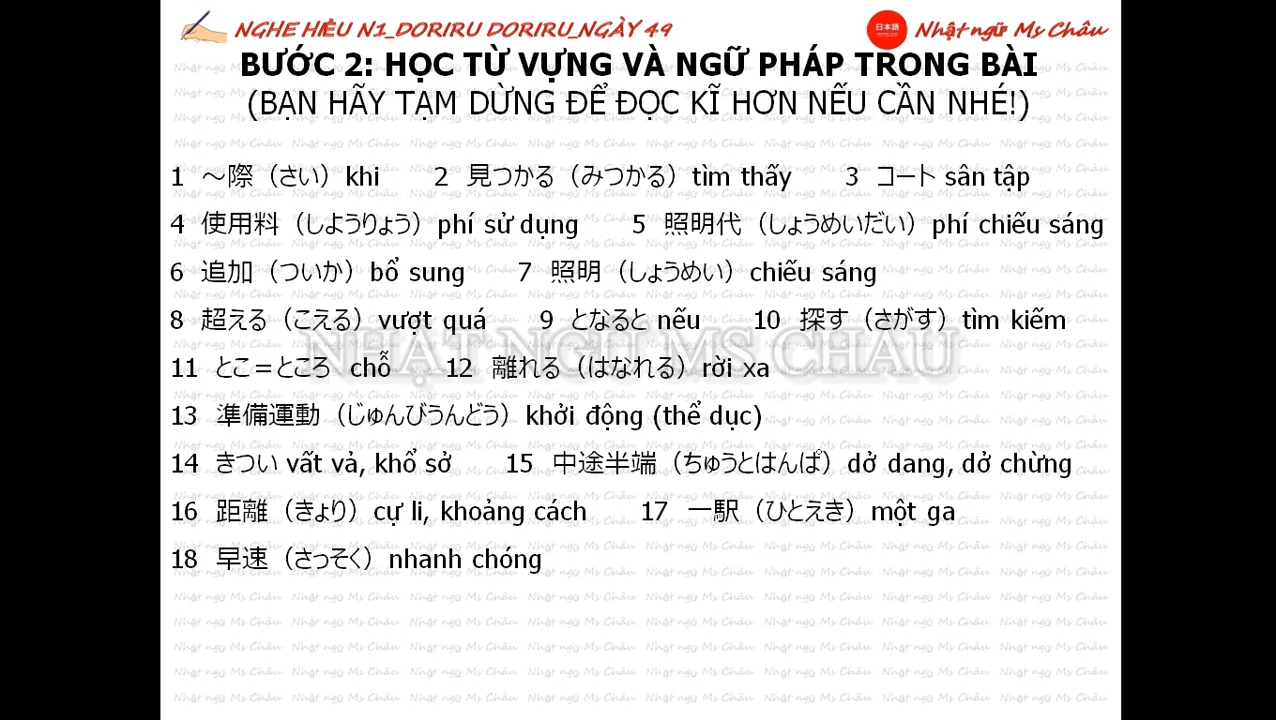 NGHE HIỂU N1_DORIRU DORIRU_NGÀY 49
日本語
Nhật ngữ Ms Châu
BƯỚC 2: HỌC TỪ VỰNG VÀ NGỮ PHÁP TRONG BÀI
(BẠN HÃY TẠM DỪNG ĐỂ ĐỌC KĨ HƠN NẾU CẦN NHÉ!)
1 ～際（さい）khi 2 見つかる（みつかる）tìm thấy 3 コート sân tập
4 使用料（しようりょう）phí sử dụng 5 照明代（しょうめいだい）phí chiếu sáng
6 追加（ついか）bổ sung 7 照明（しょうめい）chiếu sáng
8 超える（こえる）vượt quá 9 となると nếu 10 探す（さがす）tìm kiếm
11 とこ＝ところ chỗ 12 離れる（はなれる）rời xa
13 準備運動（じゅんびうんどう）khởi động (thể dục)
14 きつい vất vả, khổ sở 15 中途半端（ちゅうとはんぱ）dở dang, dở chừng
16 距離（きょり）cự li, khoảng cách 17 一駅（ひとえき）một ga
18 早速（さっそく）nhanh chóng
NHẬT NGỮ MS CHÂU